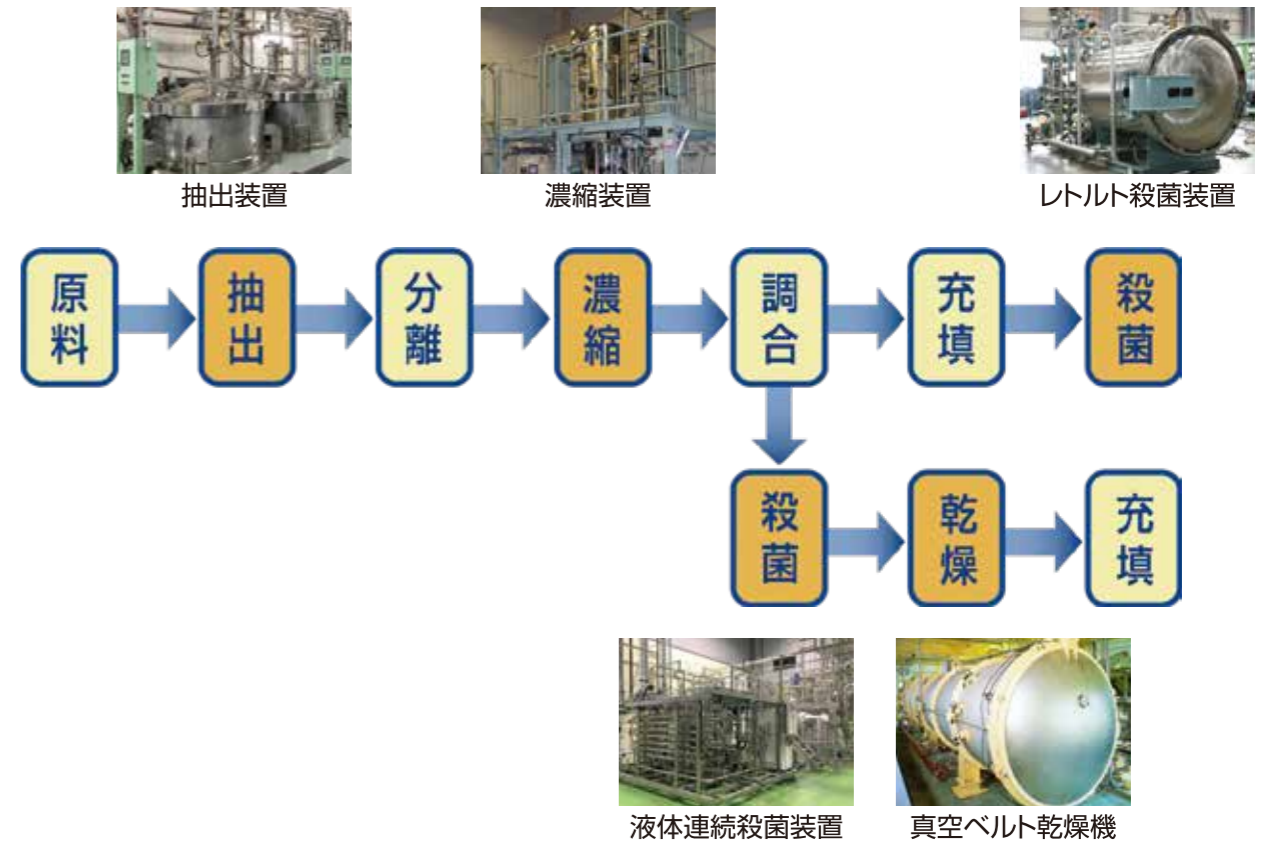 抽出装置
濃縮装置
レトルト殺菌装置
原料
抽出
分離
濃縮
調合
充填
殺菌
殺菌
乾燥
充填
液体連続殺菌装置
真空ベルト乾燥機